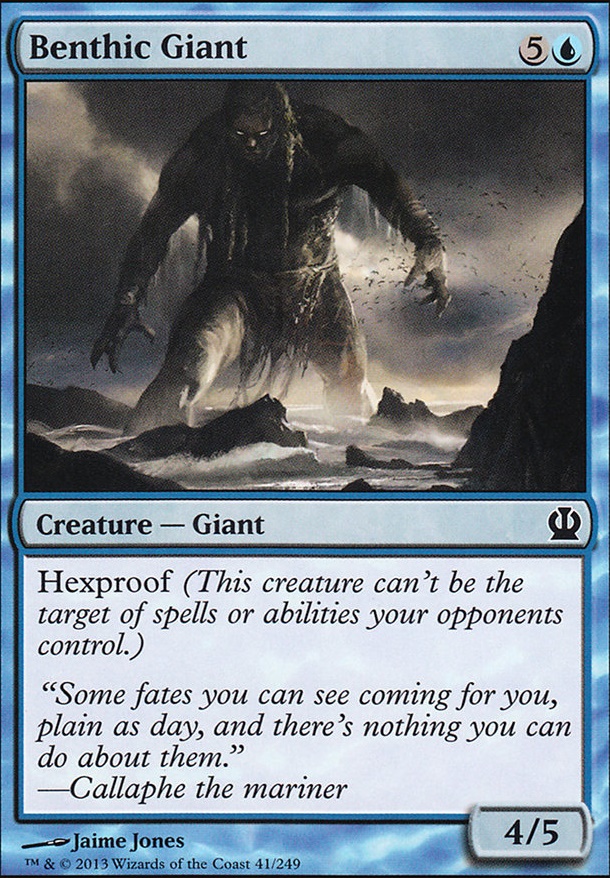 Benthic Giant 5
Creature — Giant
Hexproof (This creature can't be the
target of spells or abilities your opponents
control.)
"Some fates you can see coming for you,
plain as day, and there's nothing you can
do about them."
—Callaphe the mariner
4/5
Jaime Jones
™ & © 2013 Wizards of the Coast 41/249